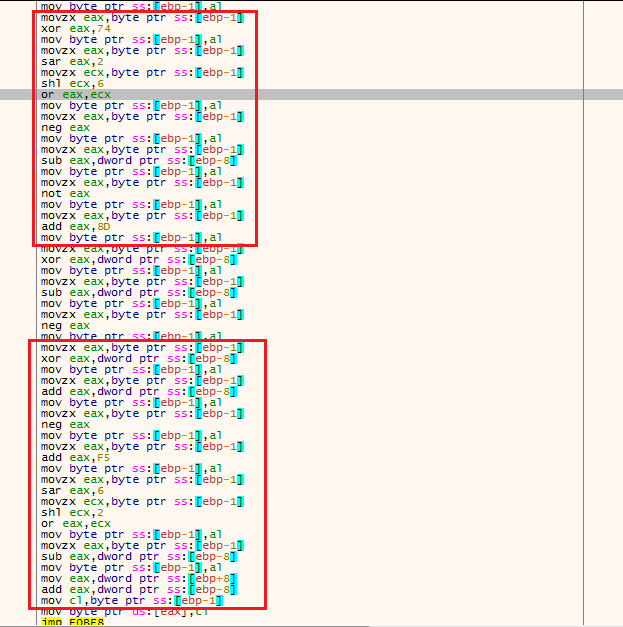 mov byte ptr ss:[ebp-1],al
movzx eax,byte ptr ss:[ebp-1]
xor eax,74
mov byte ptr ss:[ebp-1],al
movzx eax,byte ptr ss:[ebp-1]
sar eax,2
movzx ecx,byte ptr ss:[ebp-1]
shl ecx,6
or eax,ecx
mov byte ptr ss:[ebp-1],al
movzx eax,byte ptr ss:[ebp-1]
neg eax
mov byte ptr ss:[ebp-1],al
movzx eax,byte ptr ss:[ebp-1]
sub eax,dword ptr ss:[ebp-8]
mov byte ptr ss:[ebp-1],al
movzx eax,byte ptr ss:[ebp-1]
not eax
mov byte ptr ss:[ebp-1],al
movzx eax,byte ptr ss:[ebp-1]
add eax,8D
mov byte ptr ss:[ebp-1],al
movzx eax,byte ptr ss:[ebp-1]
xor eax,dword ptr ss:[ebp-8]
mov byte ptr ss:[ebp-1],al
movzx eax,byte ptr ss:[ebp-1]
sub eax,dword ptr ss:[ebp-8]
mov byte ptr ss:[ebp-1],al
movzx eax,byte ptr ss:[ebp-1]
neg eax
mov byte ptr ss:[ebp-1],al
movzx eax,byte ptr ss:[ebp-1]
xor eax,dword ptr ss:[ebp-8]
mov byte ptr ss:[ebp-1],al
movzx eax,byte ptr ss:[ebp-1]
add eax,dword ptr ss:[ebp-8]
mov byte ptr ss:[ebp-1],al
movzx eax,byte ptr ss:[ebp-1]
neg eax
mov byte ptr ss:[ebp-1],al
movzx eax,byte ptr ss:[ebp-1]
add eax,F5
mov byte ptr ss:[ebp-1],al
movzx eax,byte ptr ss:[ebp-1]
sar eax,6
movzx ecx,byte ptr ss:[ebp-1]
shl ecx,2
or eax,ecx
mov byte ptr ss:[ebp-1],al
movzx eax,byte ptr ss:[ebp-1]
sub eax,dword ptr ss:[ebp-8]
mov byte ptr ss:[ebp-1],al
mov eax,dword ptr ss:[ebp+8]
add eax,dword ptr ss:[ebp-8]
mov cl,byte ptr ss:[ebp-1]
mov byte ptr ds:[eax],cl
jmp E0BE8